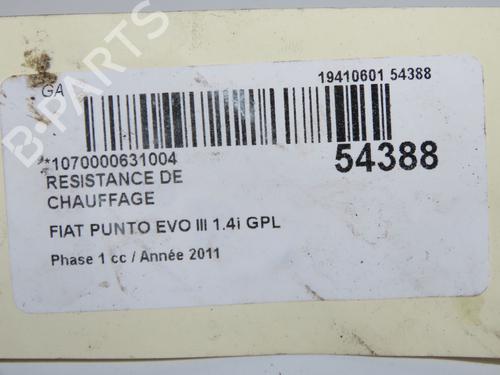 B-PARTS
GA
19410601 54388
*1070000631004
54388
RESISTANCE DE
CHAUFFAGE
FIAT PUNTO EVO III 1.4i GPL
Phase 1 cc / Année 2011